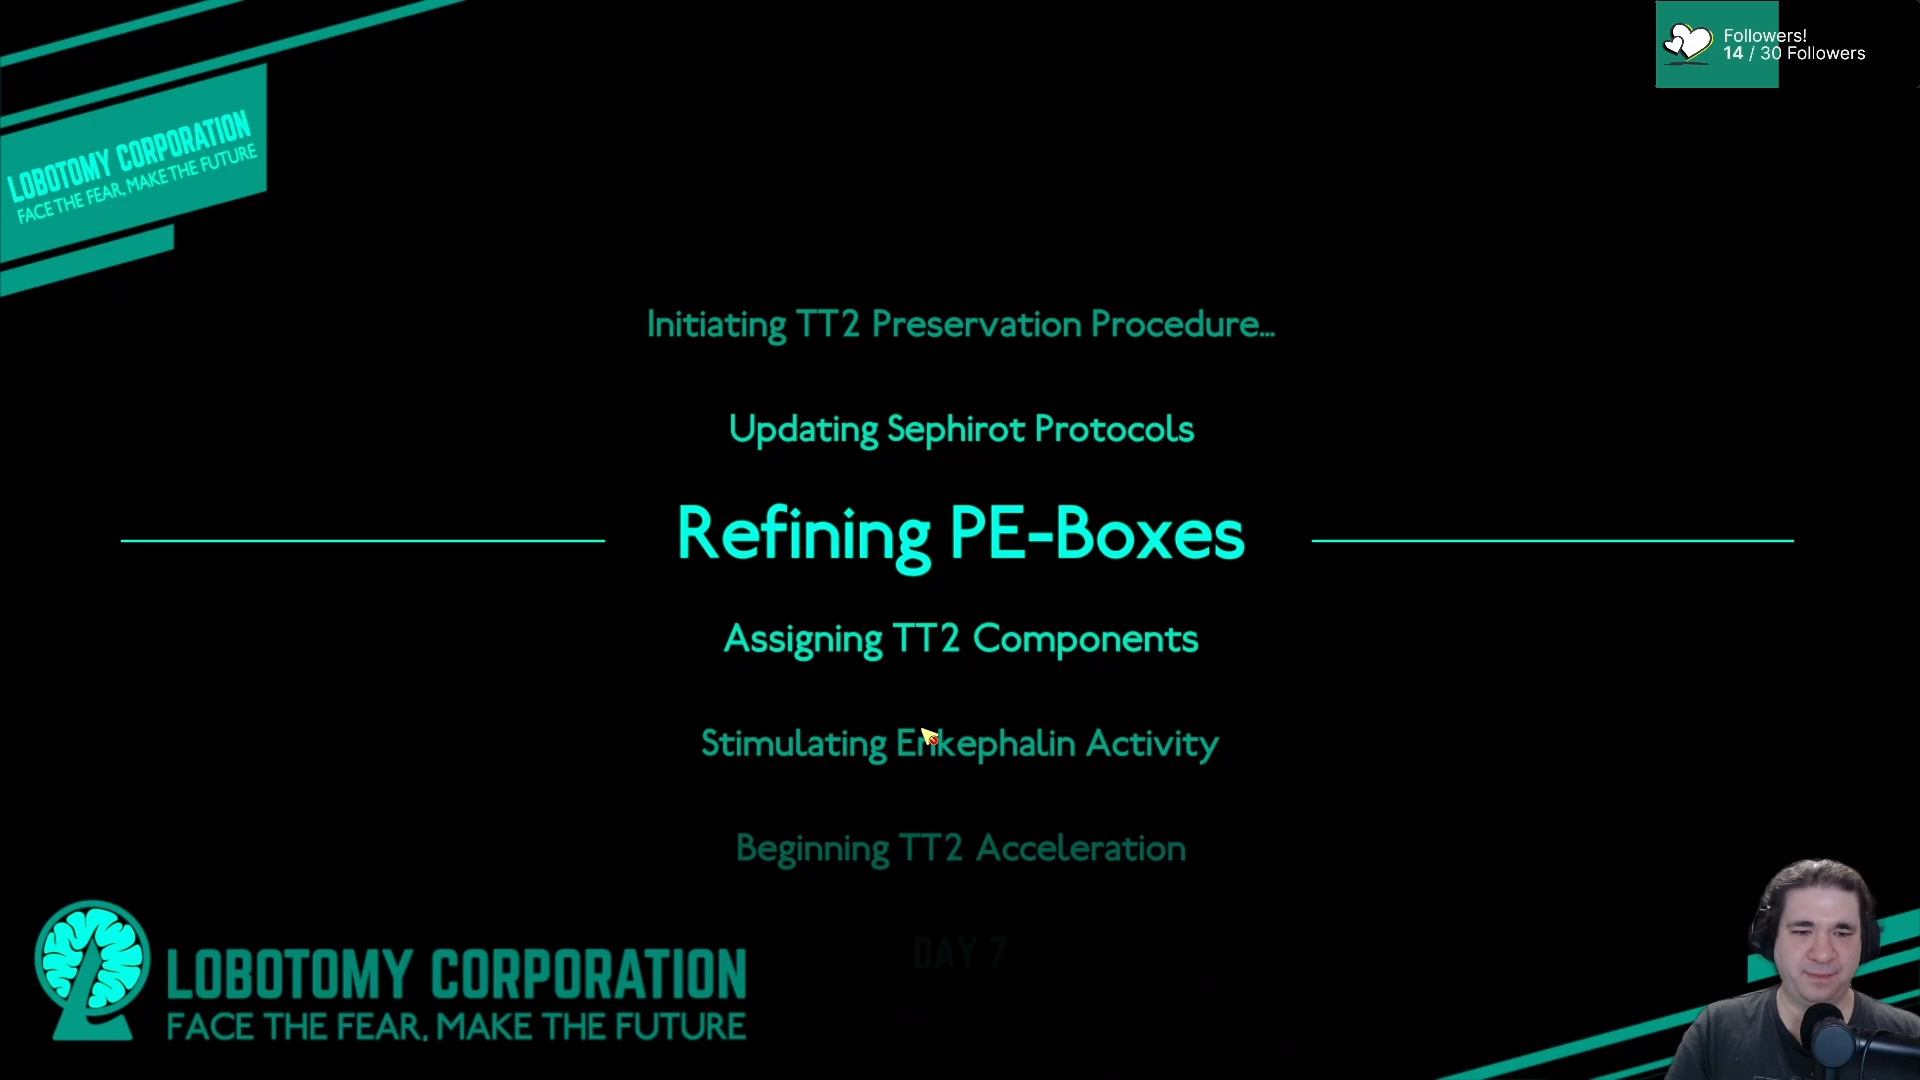 Followers!
14 / 30 Followers
LOBOTOMY CORPORATION
FACE THE FEAR, MAKE THE FUTURE
Initiating TT2 Preservation Procedure...
Updating Sephirot Protocols
Refining PE-Boxes
Assigning TT2 Components
Stimulating Enkephalin Activity
Beginning TT2 Acceleration
DAY 7
LOBOTOMY CORPORATION
FACE THE FEAR, MAKE THE FUTURE